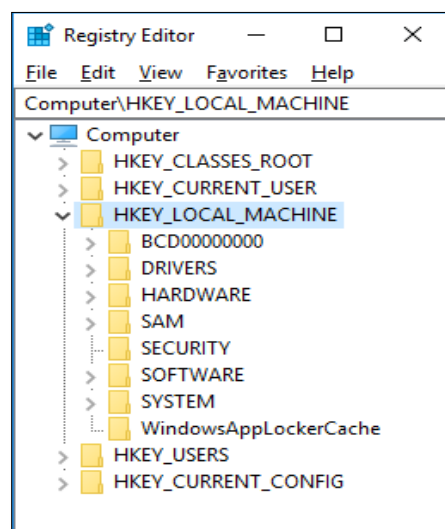 Registry Editor
File Edit View Favorites Help
Computer\HKEY_LOCAL_MACHINE
Computer
HKEY_CLASSES_ROOT
HKEY_CURRENT_USER
HKEY_LOCAL_MACHINE
BCD00000000
DRIVERS
HARDWARE
SAM
SECURITY
SOFTWARE
SYSTEM
WindowsAppLockerCache
HKEY_USERS
HKEY_CURRENT_CONFIG